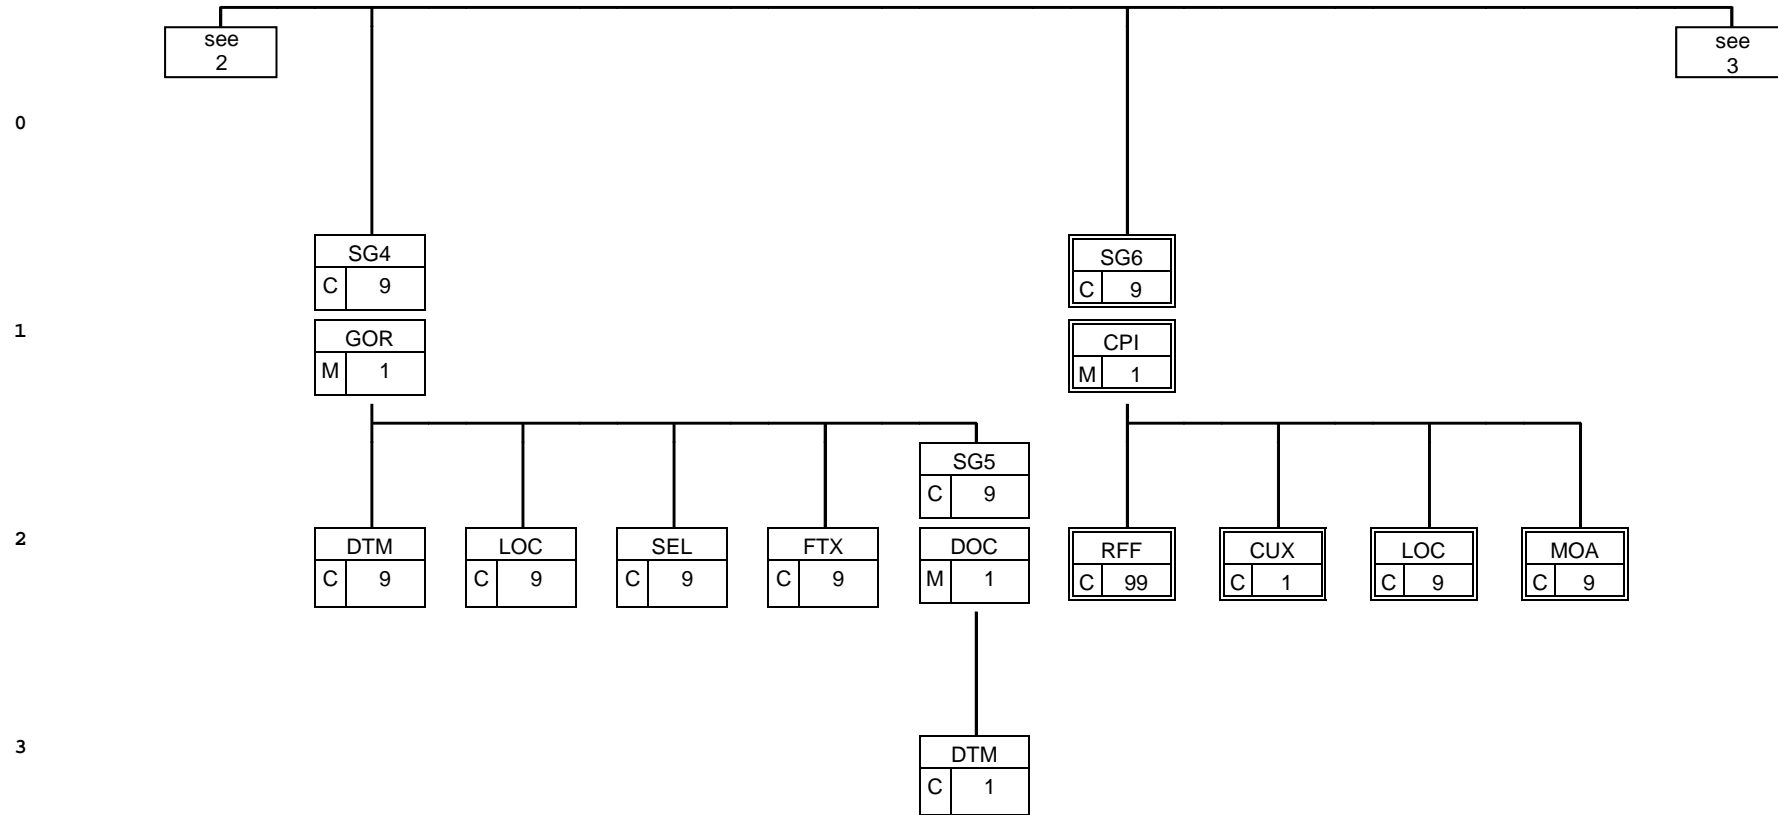 see
2
see
3
0
SG4
C 9
SG6
C 9
1
GOR
M 1
CPI
M 1
SG5
C 9
2
DTM
C 9
LOC
C 9
SEL
C 9
FTX
C 9
DOC
M 1
RFF
C 99
CUX
C 1
LOC
C 9
MOA
C 9
3
DTM
C 1